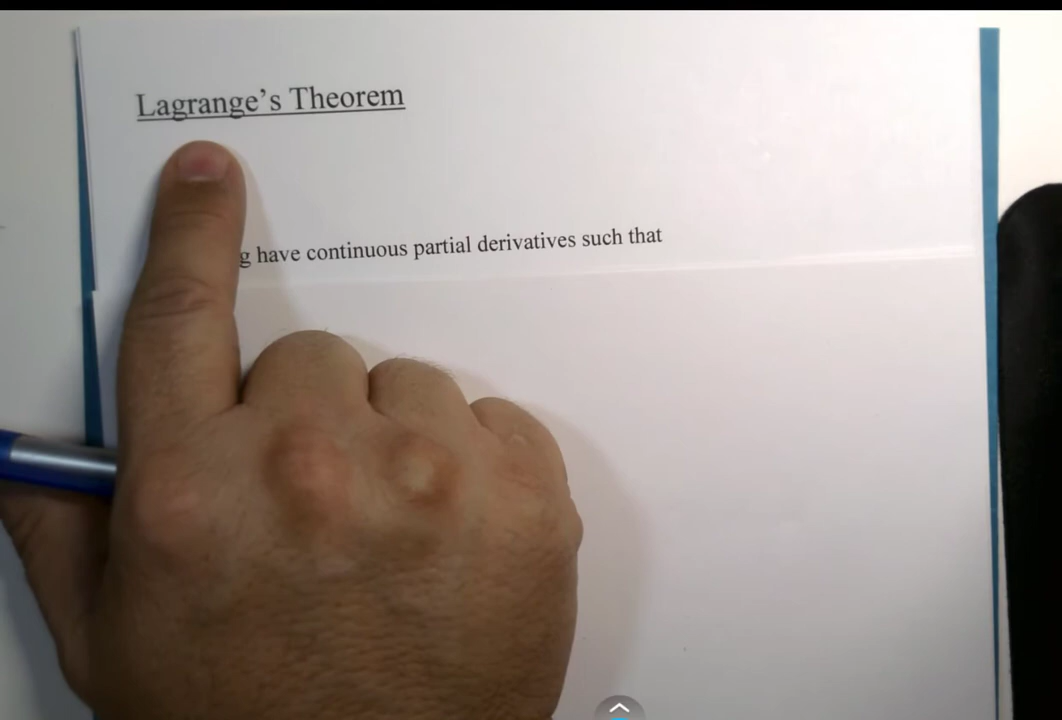 Lagrange's Theorem
g have continuous partial derivatives such that